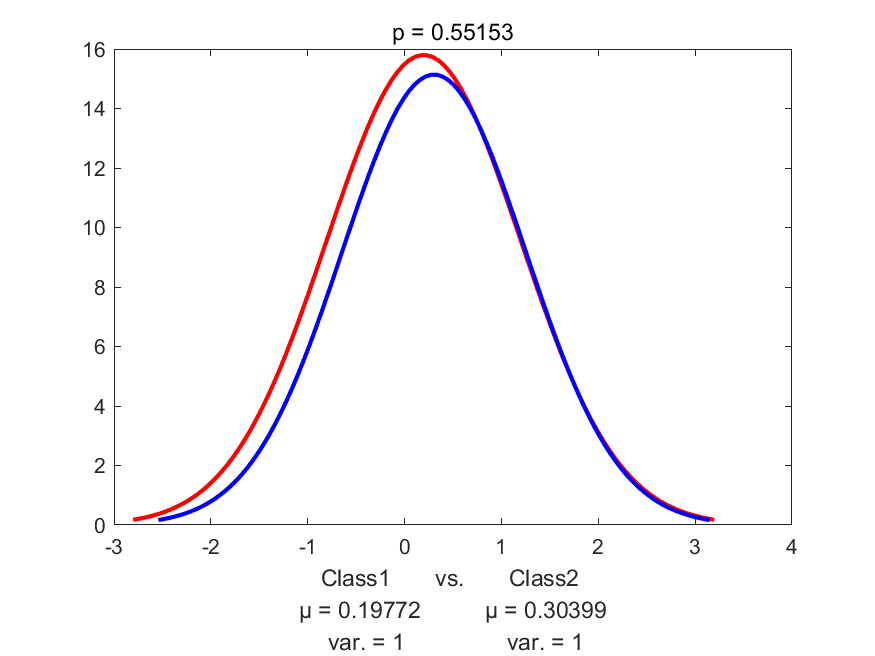 p = 0.55153
16
14
12
10
8
6
4
2
0
-3 -2 -1 0 1 2 3 4
Class1 vs. Class2
μ = 0.19772 μ = 0.30399
var. = 1 var. = 1